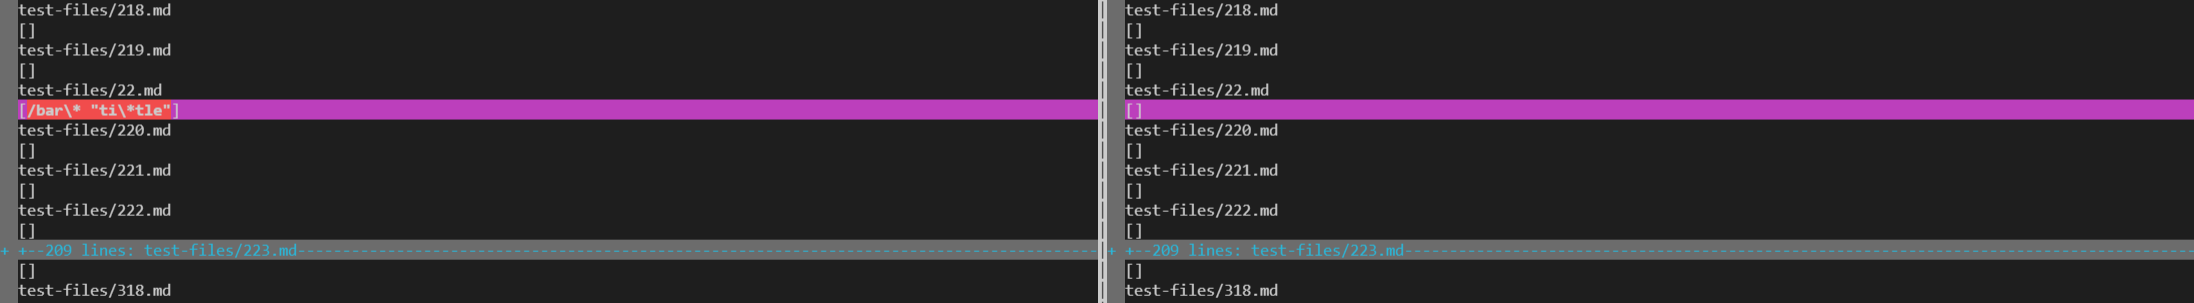 test-files/218.md
[]
test-files/219.md
[]
test-files/22.md
[/bar\* "ti\*tle"]
test-files/220.md
[]
test-files/221.md
[]
test-files/222.md
[]
+ +--209 lines: test-files/223.md-----------------------------------------------------------------------------------------
[]
test-files/318.md
test-files/218.md
[]
test-files/219.md
[]
test-files/22.md
[]
test-files/220.md
[]
test-files/221.md
[]
test-files/222.md
[]
+ +--209 lines: test-files/223.md----------------------------------------------------------------------------------------
[]
test-files/318.md